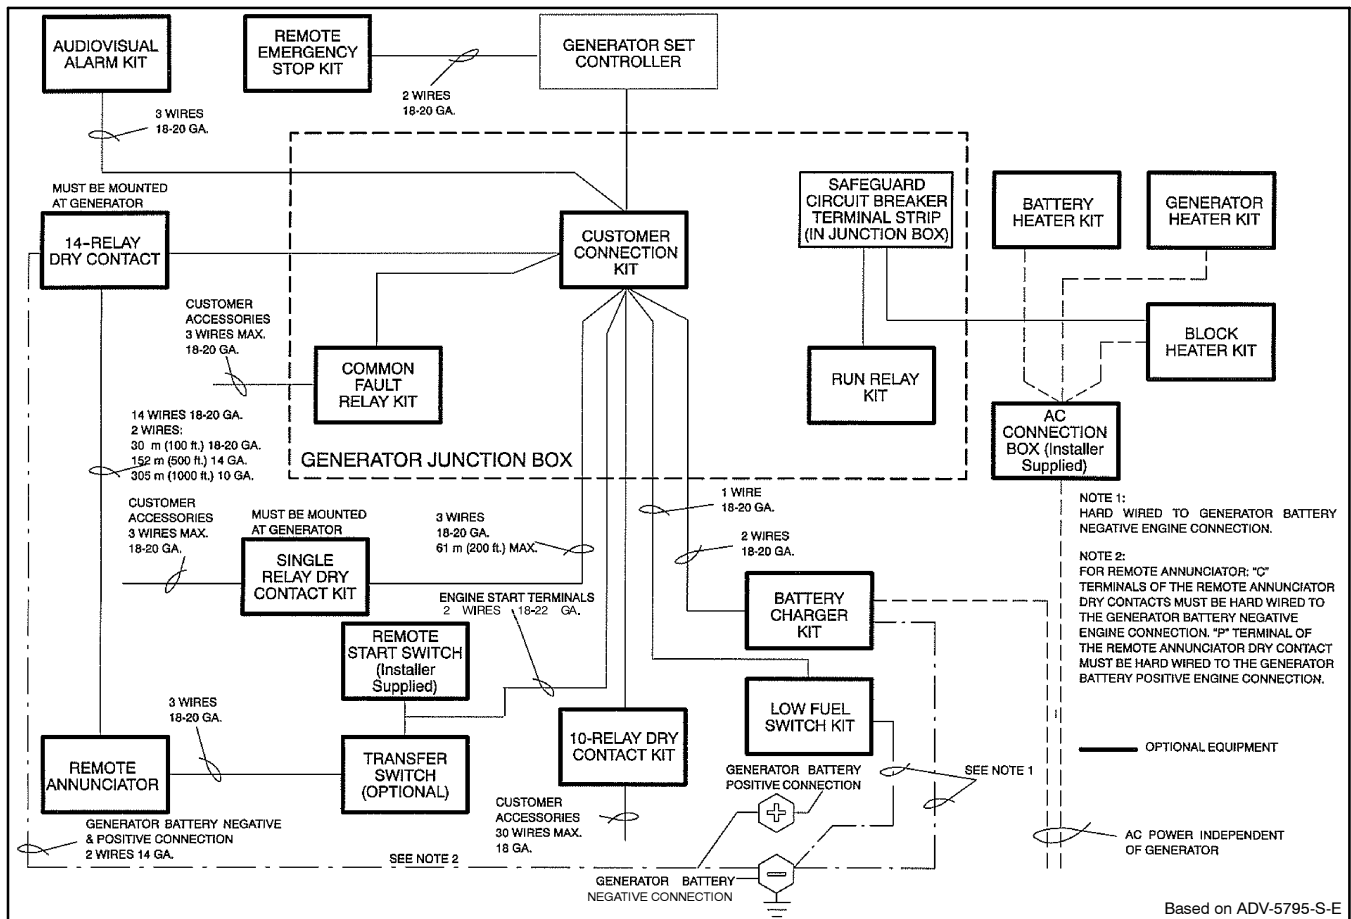 AUDIOVISUAL
ALARM KIT
REMOTE
EMERGENCY
STOP KIT
GENERATOR SET
CONTROLLER
2 WIRES
18-20 GA.
3 WIRES
18-20 GA.
MUST BE MOUNTED
AT GENERATOR
14-RELAY
DRY CONTACT
CUSTOMER
CONNECTION
KIT
SAFEGUARD
CIRCUIT BREAKER
TERMINAL STRIP
(IN JUNCTION BOX)
BATTERY
HEATER KIT
GENERATOR
HEATER KIT
CUSTOMER
ACCESSORIES
3 WIRES MAX.
18-20 GA.
COMMON
FAULT
RELAY KIT
RUN RELAY
KIT
BLOCK
HEATER KIT
14 WIRES 18-20 GA.
2 WIRES:
30 m (100 ft.) 18-20 GA.
152 m (500 ft.) 14 GA.
305 m (1000 ft.) 10 GA.
GENERATOR JUNCTION BOX
AC
CONNECTION
BOX (Installer
Supplied)
CUSTOMER
ACCESSORIES
3 WIRES MAX.
18-20 GA.
MUST BE MOUNTED
AT GENERATOR
SINGLE
RELAY DRY
CONTACT KIT
3 WIRES
18-20 GA.
61 m (200 ft.) MAX.
1 WIRE
18-20 GA.
2 WIRES
18-20 GA.
NOTE 1:
HARD WIRED TO GENERATOR BATTERY
NEGATIVE ENGINE CONNECTION.
NOTE 2:
FOR REMOTE ANNUNCIATOR: "C"
TERMINALS OF THE REMOTE ANNUNCIATOR
DRY CONTACTS MUST BE HARD WIRED TO
THE GENERATOR BATTERY NEGATIVE
ENGINE CONNECTION. "P" TERMINAL OF
THE REMOTE ANNUNCIATOR DRY CONTACT
MUST BE HARD WIRED TO THE GENERATOR
BATTERY POSITIVE ENGINE CONNECTION.
ENGINE START TERMINALS
2 WIRES 18-22 GA.
BATTERY
CHARGER
KIT
REMOTE
START SWITCH
(Installer
Supplied)
LOW FUEL
SWITCH KIT
3 WIRES
18-20 GA.
REMOTE
ANNUNCIATOR
TRANSFER
SWITCH
(OPTIONAL)
10-RELAY DRY
CONTACT KIT
OPTIONAL EQUIPMENT
GENERATOR BATTERY
POSITIVE CONNECTION
SEE NOTE 1
+
CUSTOMER
ACCESSORIES
30 WIRES MAX.
18 GA.
GENERATOR BATTERY NEGATIVE
& POSITIVE CONNECTION
2 WIRES 14 GA.
AC POWER INDEPENDENT
OF GENERATOR
SEE NOTE 2
GENERATOR BATTERY
NEGATIVE CONNECTION
−
Based on ADV-5795-S-E